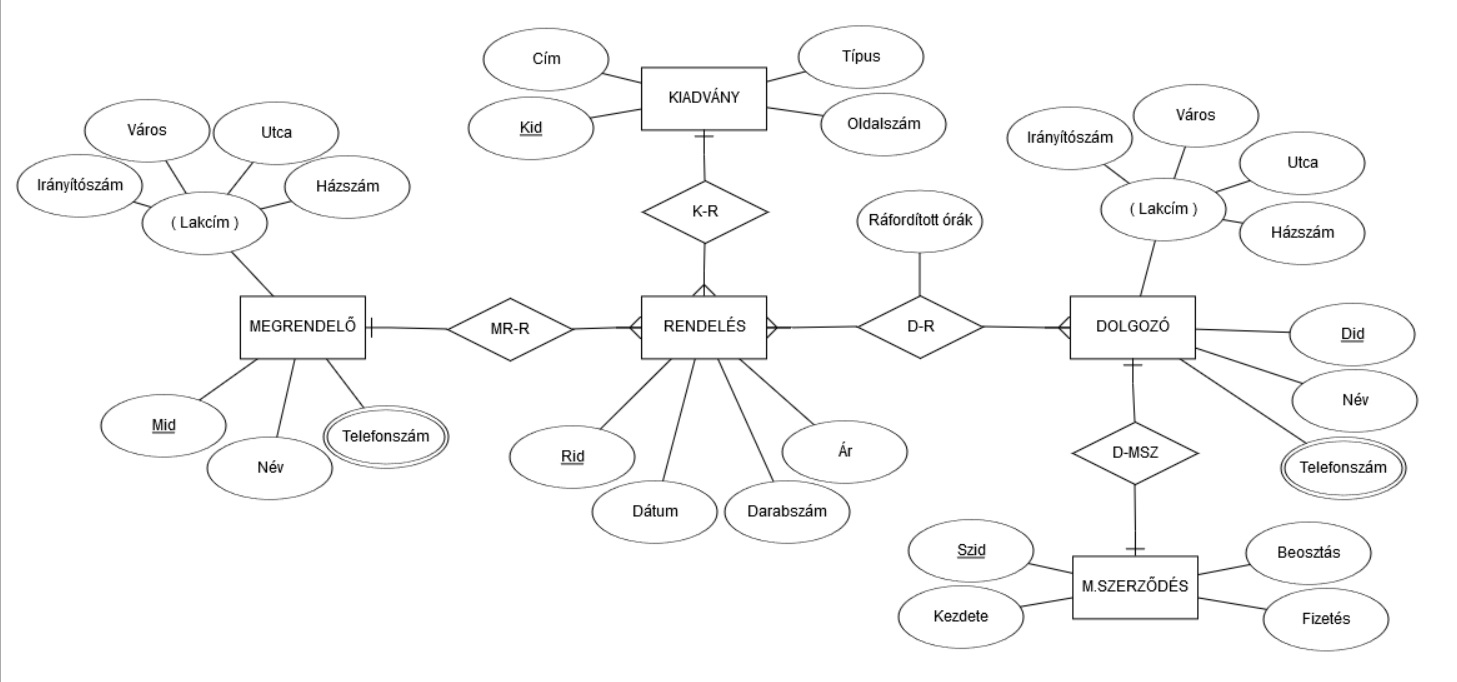 Cím
Típus
KIADVÁNY
Kid
Oldalszám
Város
Utca
Irányítószám
Házszám
( Lakcím )
K-R
Ráfordított órák
Város
Irányítószám
Utca
( Lakcím )
Házszám
MEGRENDELŐ
MR-R
RENDELÉS
D-R
DOLGOZÓ
Did
Név
Telefonszám
Mid
Név
Telefonszám
Rid
Dátum
Darabszám
Ár
D-MSZ
Szid
Kezdete
M.SZERZŐDÉS
Beosztás
Fizetés